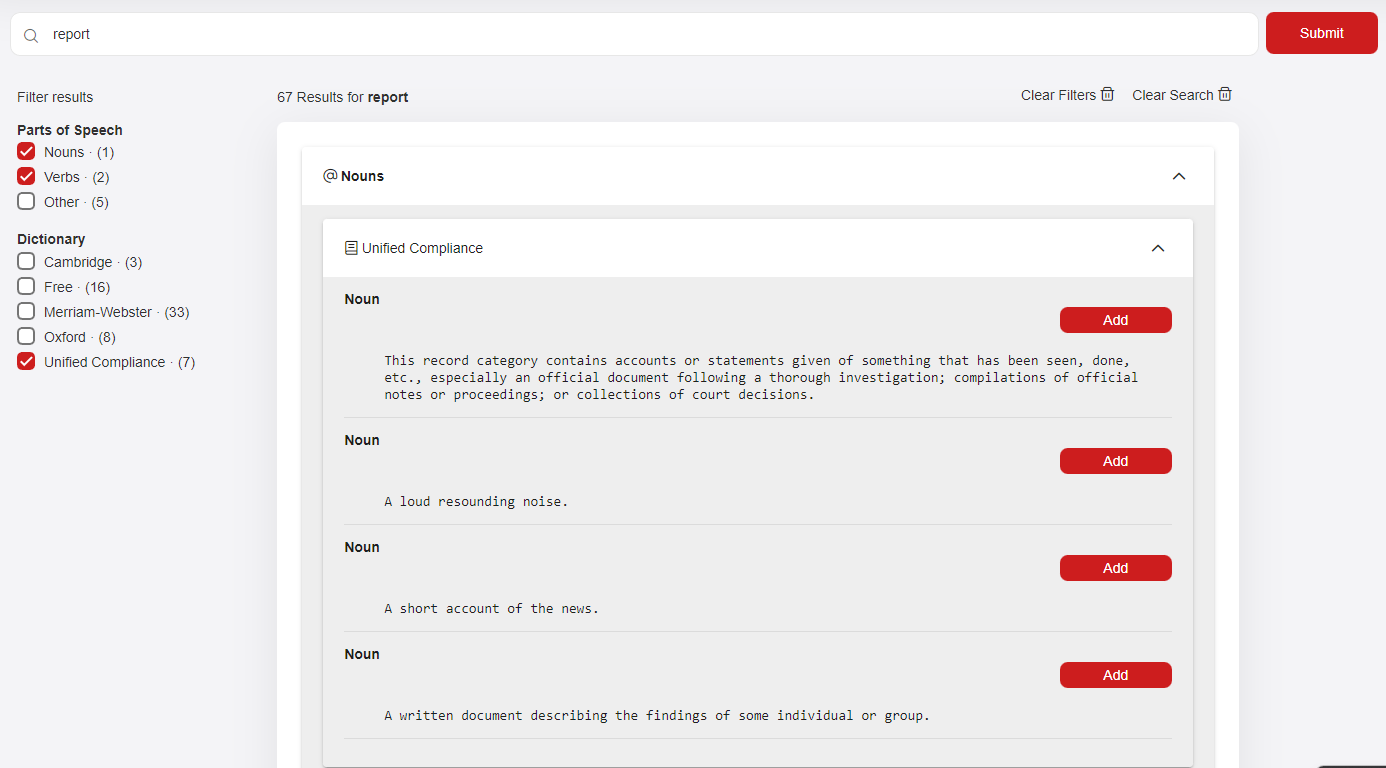 report
Submit
Filter results
67 Results for report
Clear Filters
Clear Search
Parts of Speech
Nouns · (1)
Verbs · (2)
Other · (5)
Dictionary
Cambridge · (3)
Free · (16)
Merriam-Webster · (33)
Oxford · (8)
Unified Compliance · (7)
@ Nouns
Unified Compliance
Noun
Add
This record category contains accounts or statements given of something that has been seen, done,
etc., especially an official document following a thorough investigation; compilations of official
notes or proceedings; or collections of court decisions.
Noun
Add
A loud resounding noise.
Noun
Add
A short account of the news.
Noun
Add
A written document describing the findings of some individual or group.